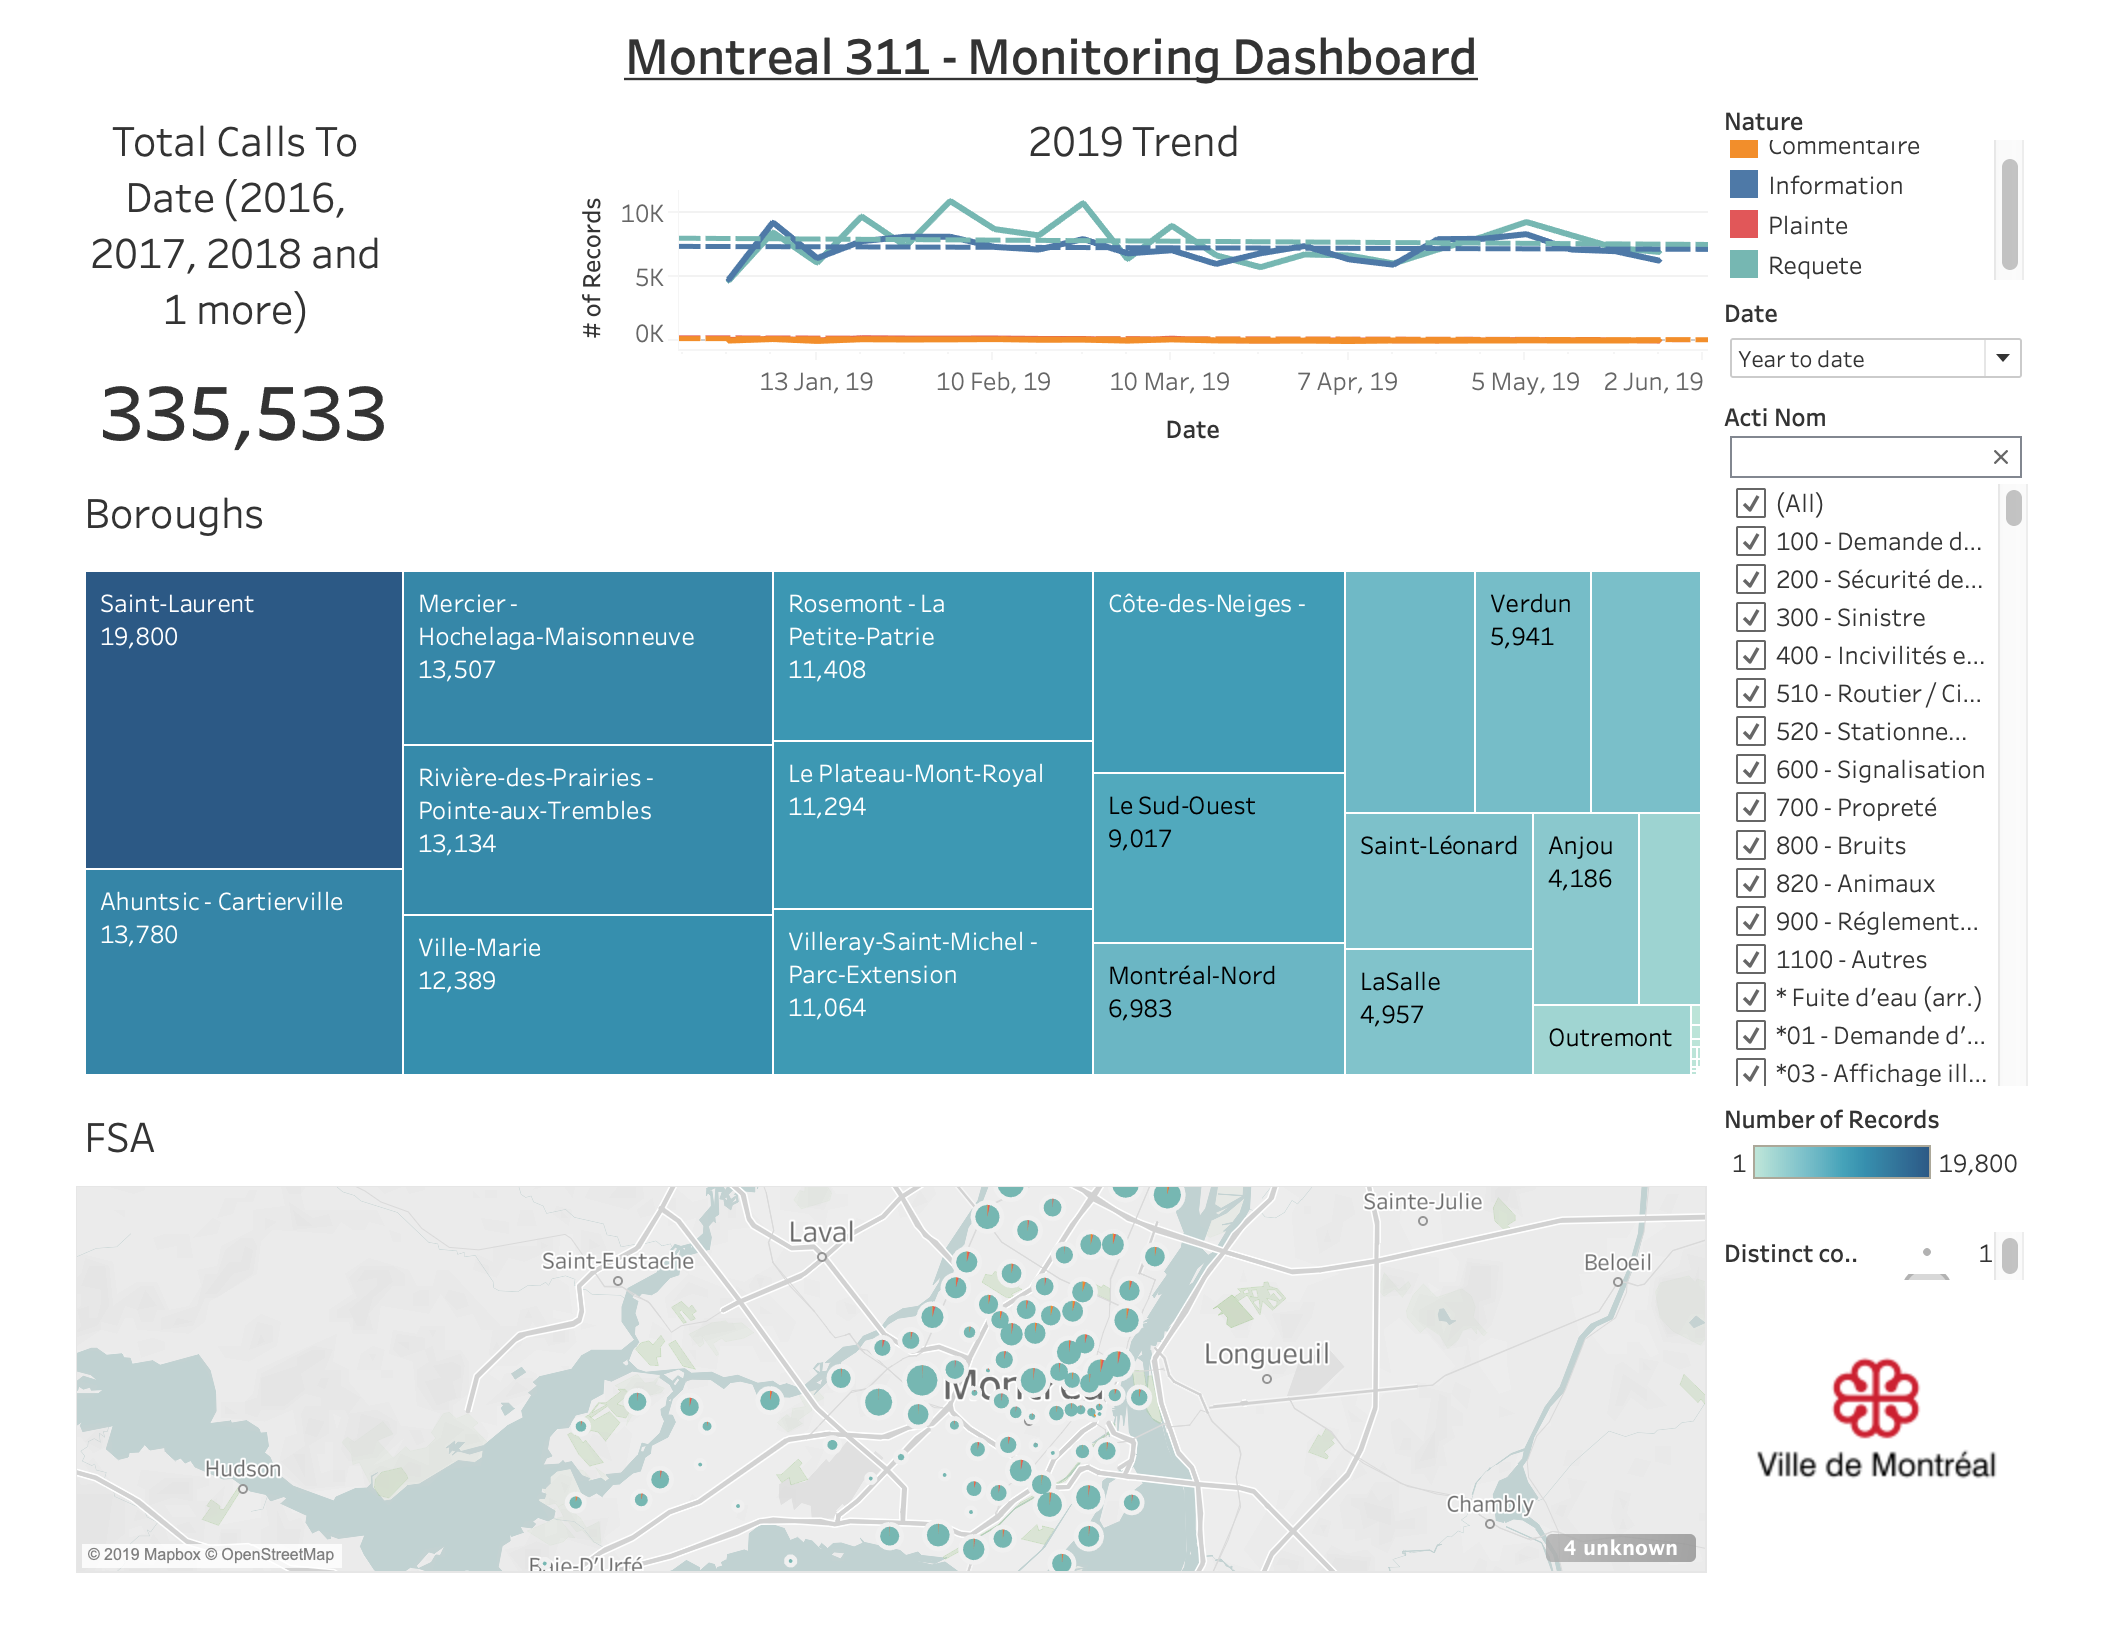 Montreal 311 - Monitoring Dashboard
Total Calls To
Date (2016,
2017, 2018 and
1 more)
335,533
2019 Trend
# of Records
10K
5K
0K
13 Jan, 19
10 Feb, 19
10 Mar, 19
7 Apr, 19
5 May, 19
2 Jun, 19
Date
Nature
Commentaire
Information
Plainte
Requete
Date
Year to date
Acti Nom
(All)
100 - Demande d...
200 - Sécurité de...
300 - Sinistre
400 - Incivilités e...
510 - Routier / Ci...
520 - Stationne...
600 - Signalisation
700 - Propreté
800 - Bruits
820 - Animaux
900 - Réglement...
1100 - Autres
* Fuite d'eau (arr.)
*01 - Demande d'...
*03 - Affichage ill...
Boroughs
Saint-Laurent
19,800
Ahuntsic - Cartierville
13,780
Mercier -
Hochelaga-Maisonneuve
13,507
Rivière-des-Prairies -
Pointe-aux-Trembles
13,134
Ville-Marie
12,389
Rosemont - La
Petite-Patrie
11,408
Le Plateau-Mont-Royal
11,294
Villeray-Saint-Michel -
Parc-Extension
11,064
Côte-des-Neiges -
Le Sud-Ouest
9,017
Montréal-Nord
6,983
Verdun
5,941
Saint-Léonard
LaSalle
4,957
Anjou
4,186
Outremont
Number of Records
1
19,800
Distinct co..
1
FSA
Laval
Saint-Eustache
Sainte-Julie
Beloeil
Longueuil
Montréal
Hudson
Chambly
Baie-D'Urfé
© 2019 Mapbox © OpenStreetMap
4 unknown
Ville de Montréal